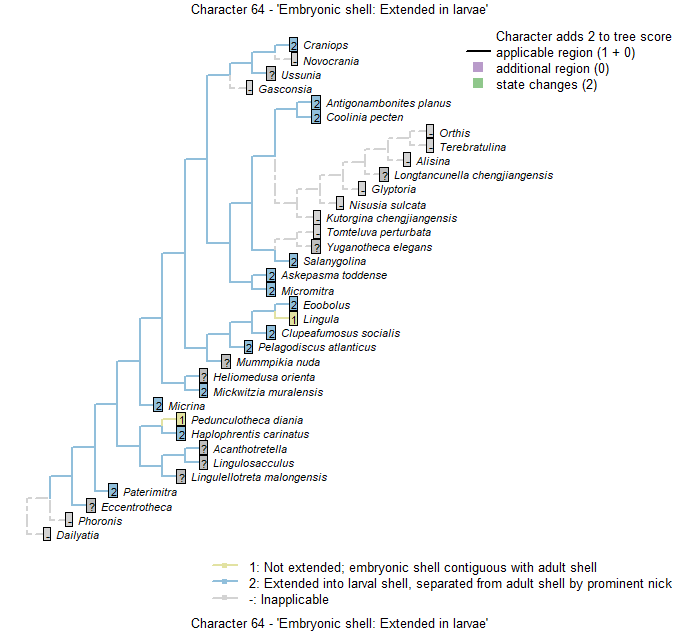 Character 64 - 'Embryonic shell: Extended in larvae'
Character adds 2 to tree score
applicable region (1 + 0)
additional region (0)
state changes (2)
2 Craniops
- Novocrania
? Ussunia
- Gasconsia
2 Antigonambonites planus
2 Coolinia pecten
- Orthis
- Terebratulina
- Alisina
? Longtancunella chengjiangensis
- Glyptoria
- Nisusia sulcata
- Kutorgina chengjiangensis
- Tomteluva perturbata
? Yuganotheca elegans
2 Salanygolina
2 Askepasma toddense
2 Micromitra
2 Eoobolus
1 Lingula
2 Clupeafumosus socialis
2 Pelagodiscus atlanticus
? Mummpikia nuda
? Heliomedusa orienta
2 Mickwitzia muralensis
2 Micrina
1 Pedunculotheca diania
2 Haplophrentis carinatus
? Acanthotretella
? Lingulosacculus
? Lingulellotreta malongensis
2 Paterimitra
? Eccentrotheca
- Phoronis
- Dailyatia
1: Not extended; embryonic shell contiguous with adult shell
2: Extended into larval shell, separated from adult shell by prominent nick
-: Inapplicable
Character 64 - 'Embryonic shell: Extended in larvae'